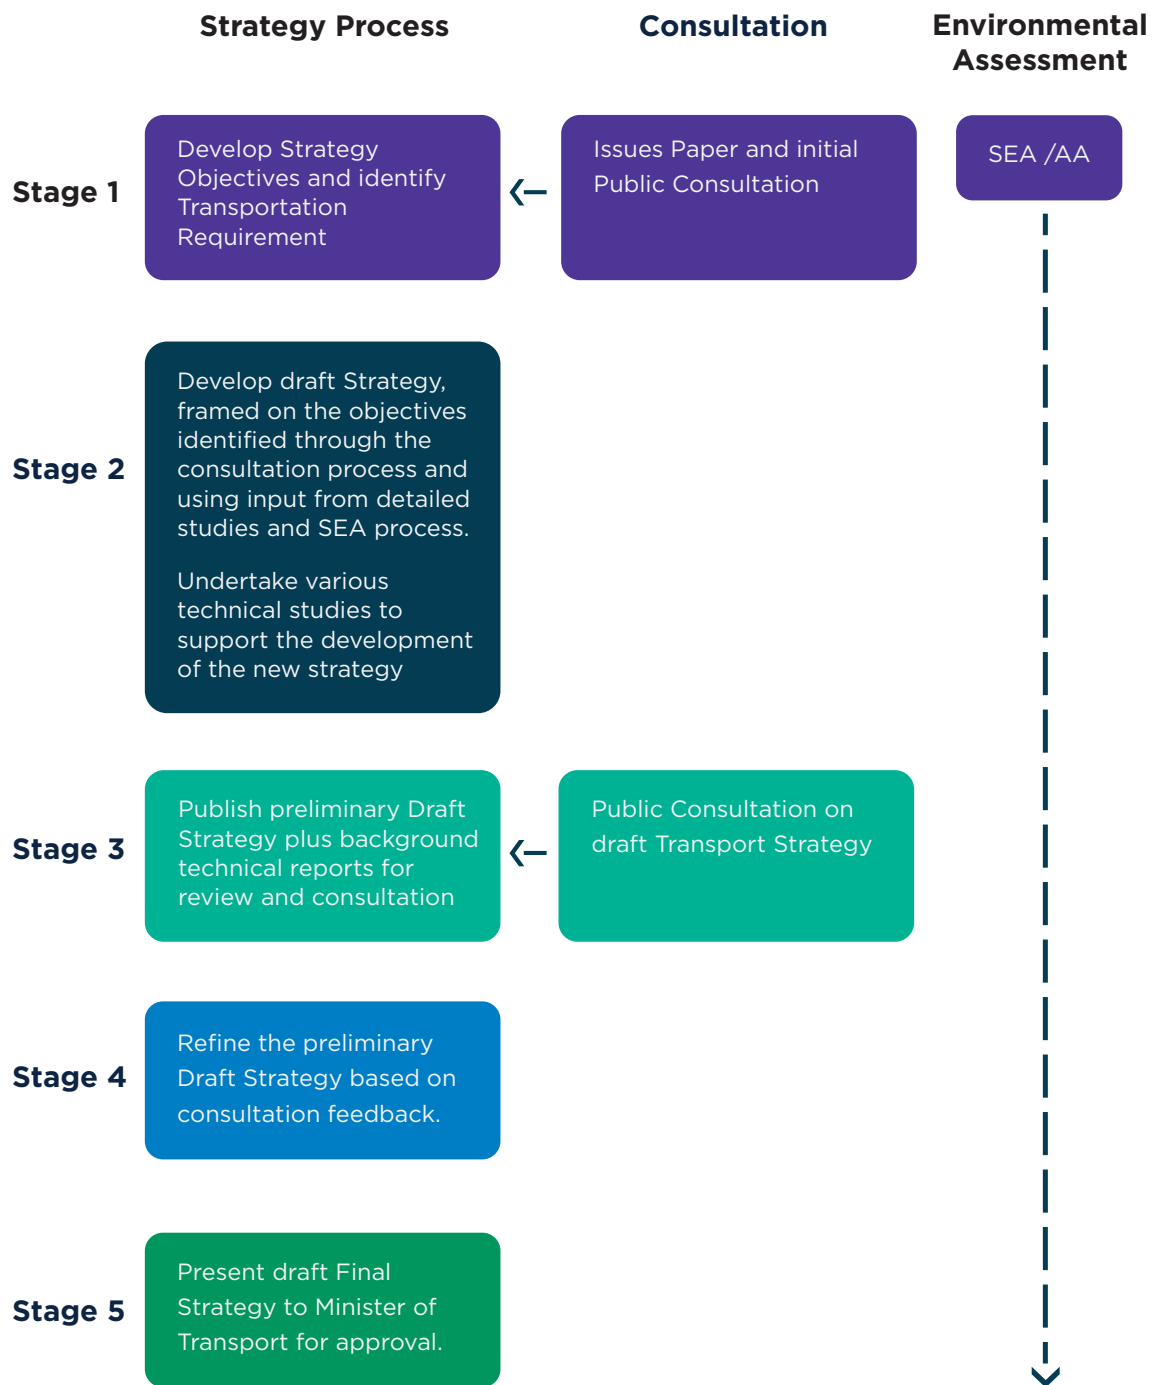 Strategy Process
Consultation
Environmental
Assessment
Stage 1
Develop Strategy
Objectives and identify
Transportation
Requirement
Issues Paper and initial
Public Consultation
SEA /AA
Stage 2
Develop draft Strategy,
framed on the objectives
identified through the
consultation process and
using input from detailed
studies and SEA process.
Undertake various
technical studies to
support the development
of the new strategy
Stage 3
Publish preliminary Draft
Strategy plus background
technical reports for
review and consultation
Public Consultation on
draft Transport Strategy
Stage 4
Refine the preliminary
Draft Strategy based on
consultation feedback.
Stage 5
Present draft Final
Strategy to Minister of
Transport for approval.